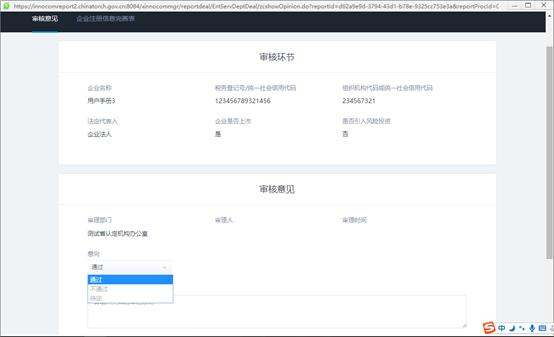 https://innocomreport2.chinatorch.gov.cn:8084/xinnocommgr/reportdeal/EntServDeptDeal/zcshowOpinion.do?reportid=d62a9e9d-3794-43d1-b78e-9325cc753e3a&reportProcId=0
审核意见 企业注册信息完善表
审核环节
企业名称 税务登记号/统一社会信用代码 组织机构代码或统一社会信用代码
用户手册3 123456789321456 234567321
法定代表人 企业是否上市 是否引入风险投资
企业法人 是 否
审核意见
审理部门 审理人 审理时间
测试省认定机构办公室
意向
通过
通过
不通过
待定
中